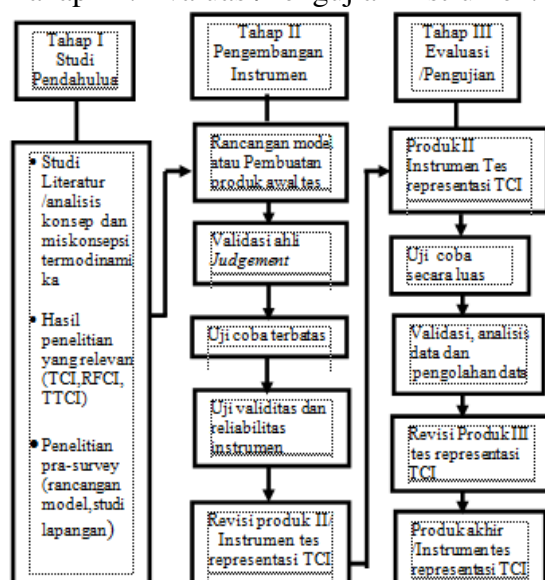 Tahap I
Studi
Pendahulua
• Studi
Literatur
/analisis
konsep dan
miskonsepsi
termodinami
ka
• Hasil
penelitian
yang relevan
(TCI,RFCI,
TTCI)
• Penelitian
pra-survey
(rancangan
model,studi
lapangan)
Tahap II
Pengembangan
Instrumen
Rancangan mode
atau Pembuatan
produk awal tes
Validasi ahli
Judgement
Uji coba terbatas
Uji validitas dan
reliabilitas
instrumen
Revisi produk II/
Instrumen tes
representasi TCI
Tahap III
Evaluasi
/Pengujian
Produk II
Instrumen Tes
representasi TCI
Uji coba
secara luas
Validasi, analisis
data dan
pengolahan data
Revisi Produk III
tes representasi
TCI
Produk akhir
Instrumen tes
representasi TCI